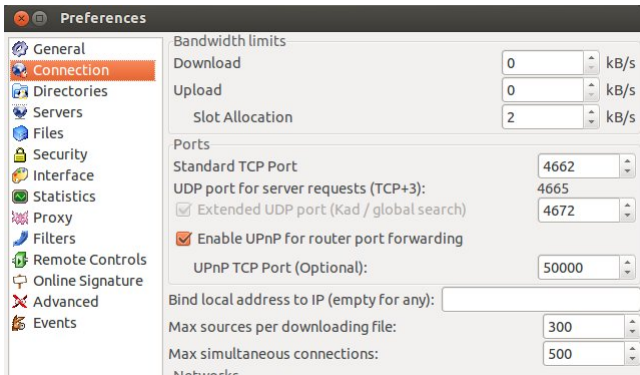 Preferences
General
Connection
Directories
Servers
Files
Security
Interface
Statistics
Proxy
Filters
Remote Controls
Online Signature
Advanced
Events
Bandwidth limits
Download 0 kB/s
Upload 0 kB/s
Slot Allocation 2 kB/s
Ports
Standard TCP Port 4662
UDP port for server requests (TCP+3): 4665
Extended UDP port (Kad / global search) 4672
Enable UPnP for router port forwarding
UPnP TCP Port (Optional): 50000
Bind local address to IP (empty for any):
Max sources per downloading file: 300
Max simultaneous connections: 500
Networks